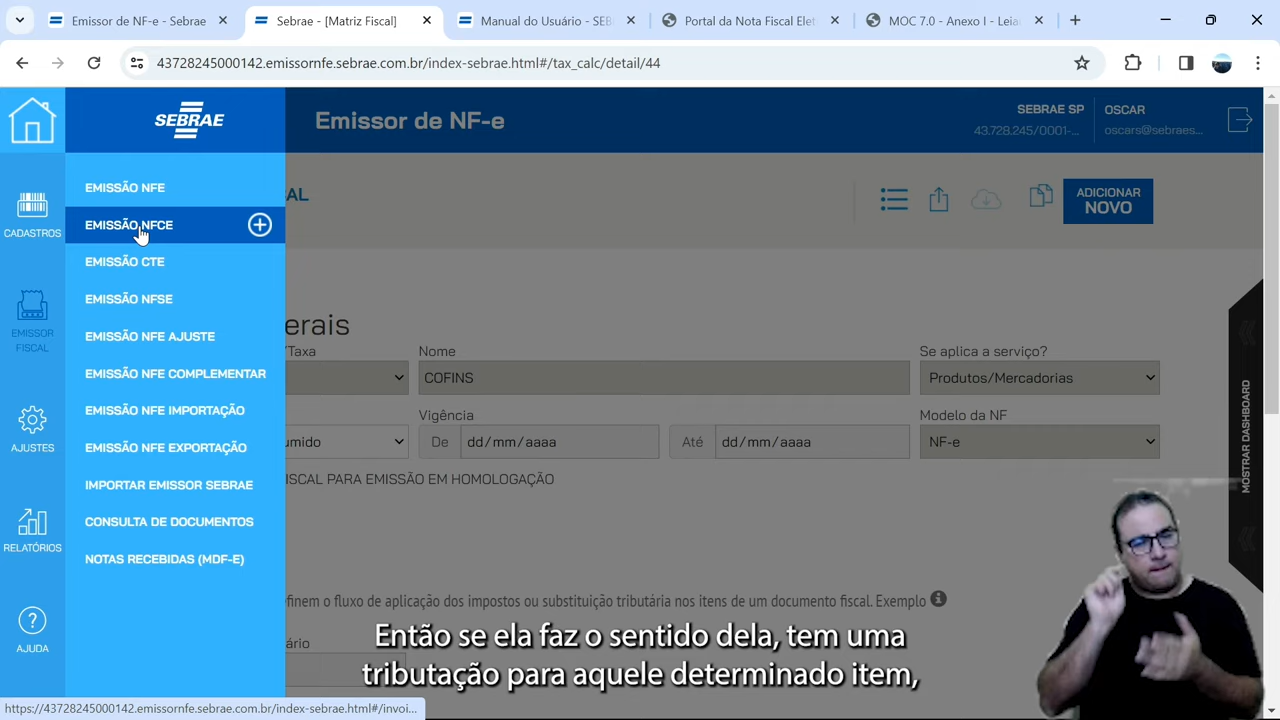 Emissor de NF-e - Sebrae
Sebrae - [Matriz Fiscal]
Manual do Usuário - SEB
Portal da Nota Fiscal Elet
MOC 7.0 - Anexo I - Leia
43728245000142.emissornfe.sebrae.com.br/index-sebrae.html#/tax_calc/detail/44
SEBRAE
Emissor de NF-e
SEBRAE SP
43.728.245/0001-...
OSCAR
oscars@sebraes...
CADASTROS
EMISSOR
FISCAL
AJUSTES
RELATÓRIOS
AJUDA
EMISSÃO NFE
EMISSÃO NFCE
EMISSÃO CTE
EMISSÃO NFSE
EMISSÃO NFE AJUSTE
EMISSÃO NFE COMPLEMENTAR
EMISSÃO NFE IMPORTAÇÃO
EMISSÃO NFE EXPORTAÇÃO
IMPORTAR EMISSOR SEBRAE
CONSULTA DE DOCUMENTOS
NOTAS RECEBIDAS (MDF-E)
AL
ADICIONAR
NOVO
erais
/Taxa
Nome
Se aplica a serviço?
COFINS
Produtos/Mercadorias
Vigência
Modelo da NF
umido
De
dd/mm/aaaa
Até
dd/mm/aaaa
NF-e
ISCAL PARA EMISSÃO EM HOMOLOGAÇÃO
MOSTRAR DASHBOARD
finem o fluxo de aplicação dos impostos ou substituição tributária nos itens de um documento fiscal. Exemplo
ário
Então se ela faz o sentido dela, tem uma
tributação para aquele determinado item,
https://43728245000142.emissornfe.sebrae.com.br/index-sebrae.html#/invoi...